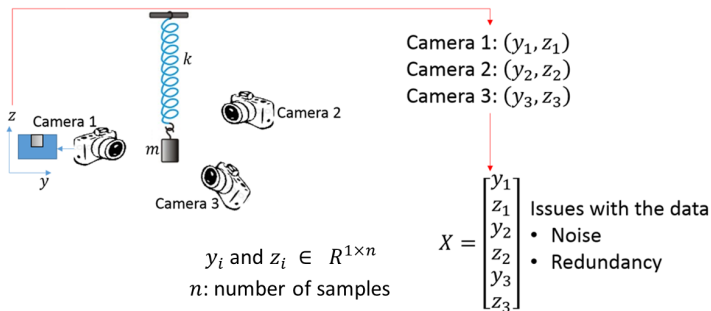 k
Camera 1: (y₁, z₁)
Camera 2: (y₂, z₂)
Camera 3: (y₃, z₃)
z
Camera 1
Camera 2
m
y
Camera 3
X = [y₁ z₁ y₂ z₂ y₃ z₃]
Issues with the data
• Noise
• Redundancy
yᵢ and zᵢ ∈ R¹ˣⁿ
n: number of samples